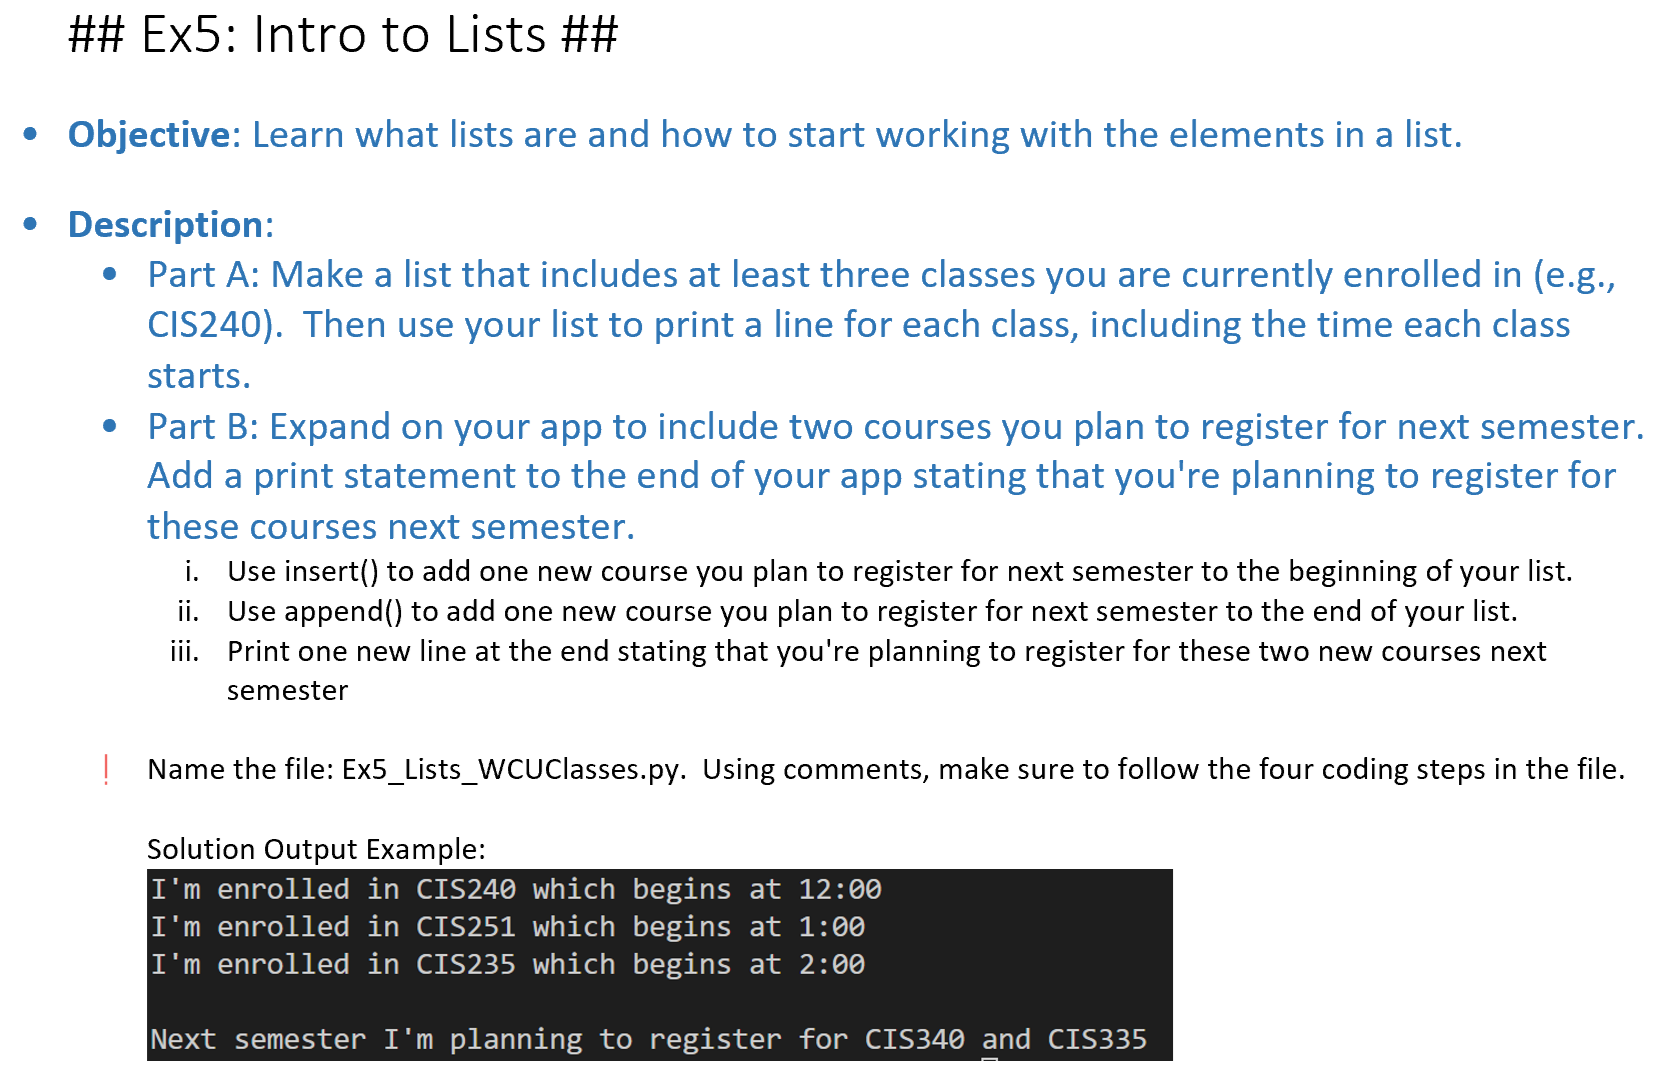 ## Ex5: Intro to Lists ##
• Objective: Learn what lists are and how to start working with the elements in a list.
• Description:
• Part A: Make a list that includes at least three classes you are currently enrolled in (e.g.,
CIS240).  Then use your list to print a line for each class, including the time each class
starts.
• Part B: Expand on your app to include two courses you plan to register for next semester.
Add a print statement to the end of your app stating that you're planning to register for
these courses next semester.
i. Use insert() to add one new course you plan to register for next semester to the beginning of your list.
ii. Use append() to add one new course you plan to register for next semester to the end of your list.
iii. Print one new line at the end stating that you're planning to register for these two new courses next
semester
! Name the file: Ex5_Lists_WCUClasses.py.  Using comments, make sure to follow the four coding steps in the file.
Solution Output Example:
I'm enrolled in CIS240 which begins at 12:00
I'm enrolled in CIS251 which begins at 1:00
I'm enrolled in CIS235 which begins at 2:00
Next semester I'm planning to register for CIS340 and CIS335